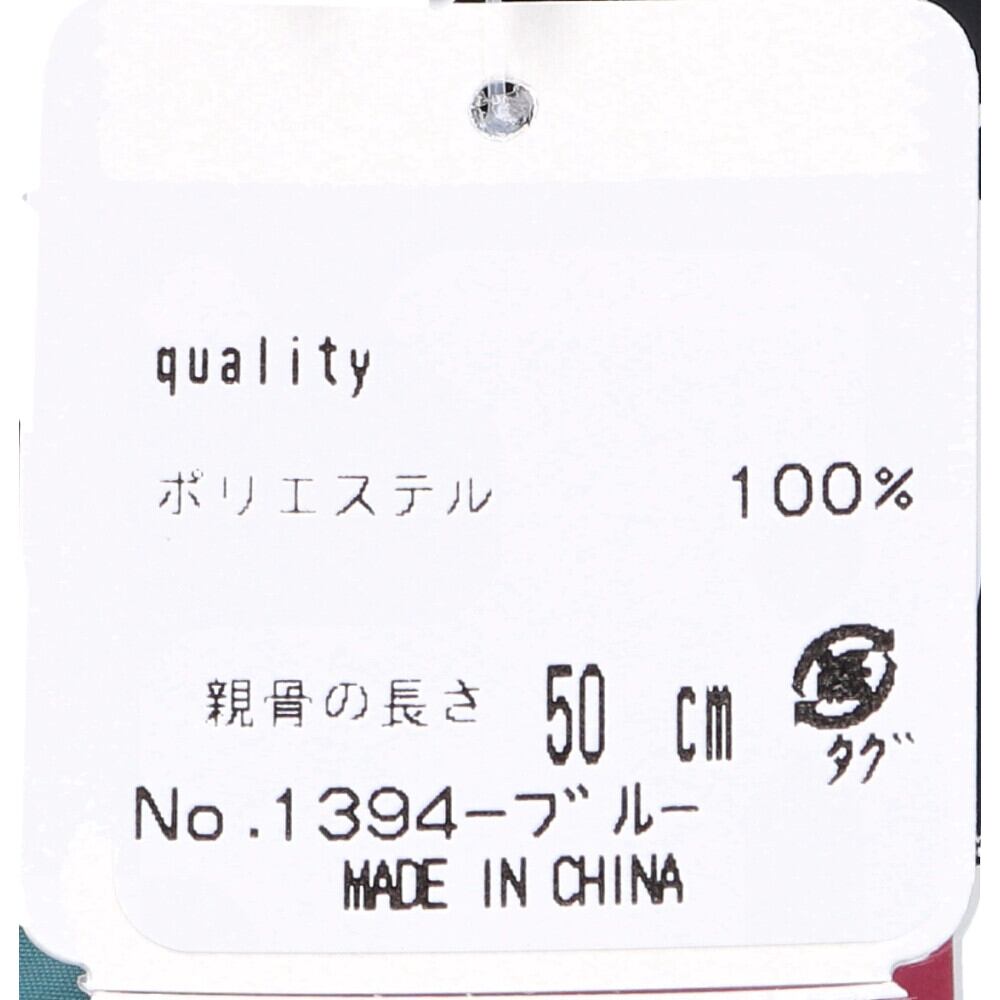 quality
ポリエステル 100%
親骨の長さ 50 cm
タグ
No.1394-ブルー
MADE IN CHINA